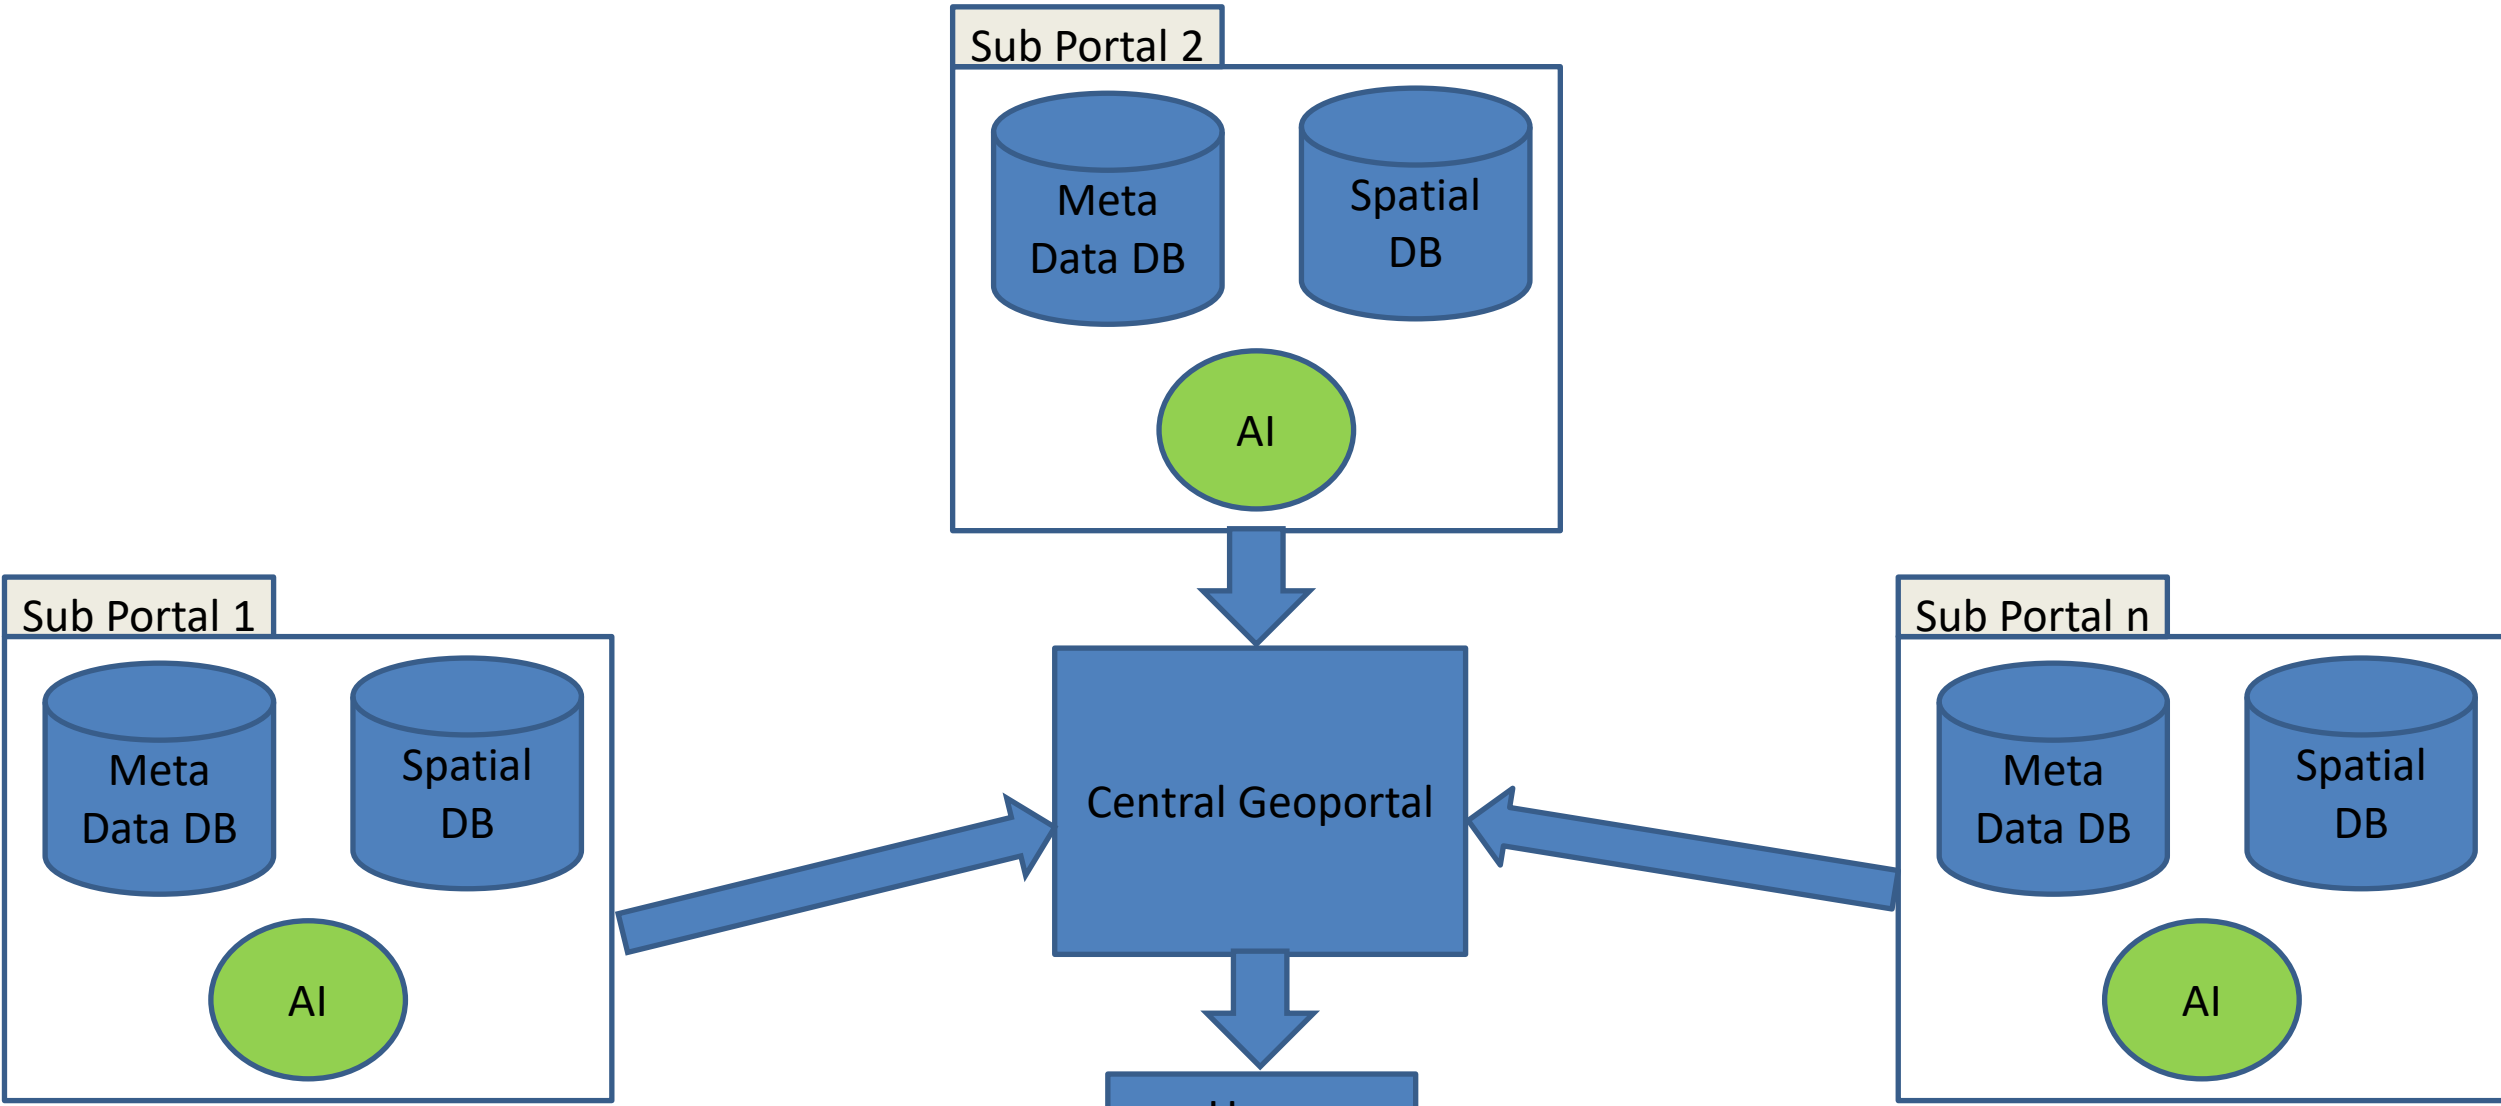 Sub Portal 2
Meta
Data DB
Spatial
DB
AI
Sub Portal 1
Meta
Data DB
Spatial
DB
AI
Central Geoportal
Sub Portal n
Meta
Data DB
Spatial
DB
AI